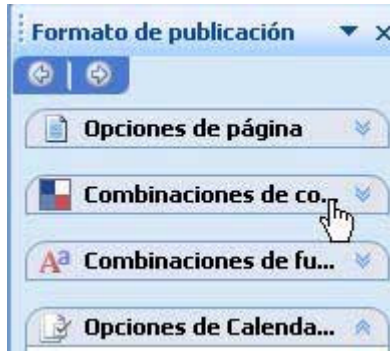 Formato de publicación
Opciones de página
Combinaciones de co...
Combinaciones de fu...
Opciones de Calenda...